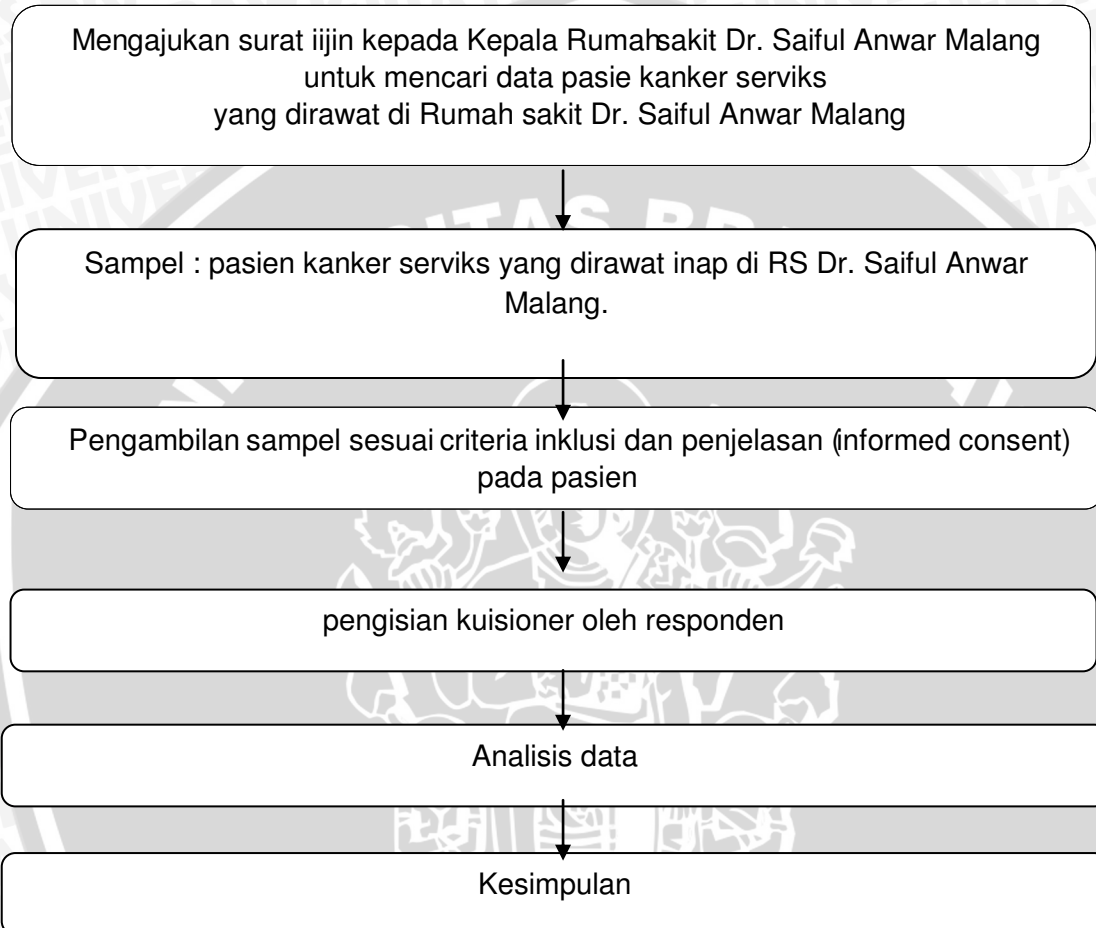 Mengajukan surat iijin kepada Kepala Rumahsakit Dr. Saiful Anwar Malang
untuk mencari data pasie kanker serviks
yang dirawat di Rumah sakit Dr. Saiful Anwar Malang
Sampel : pasien kanker serviks yang dirawat inap di RS Dr. Saiful Anwar
Malang.
Pengambilan sampel sesuai criteria inklusi dan penjelasan (informed consent)
pada pasien
pengisian kuisioner oleh responden
Analisis data
Kesimpulan